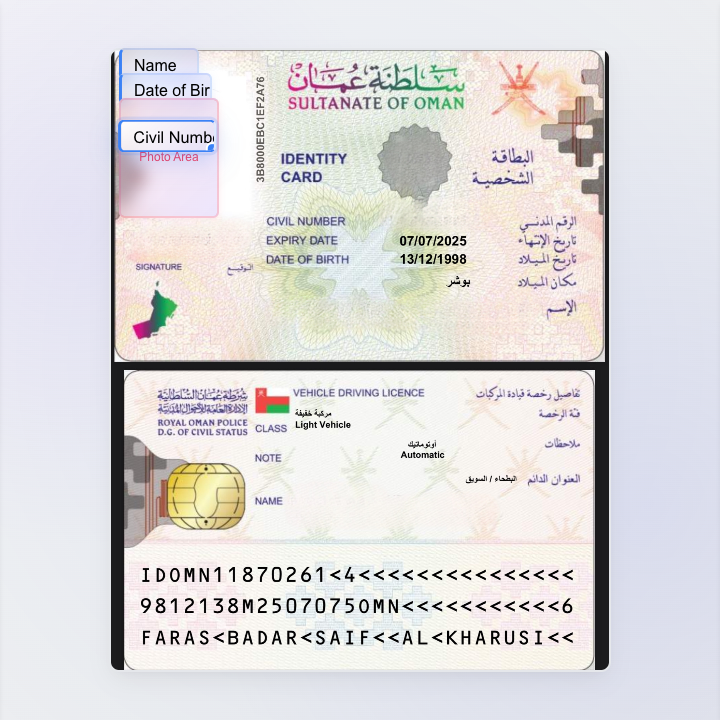 Name
Date of Bir
Civil Numb
Photo Area
3B8000EBC1EF2A76
سلطنة عمان
SULTANATE OF OMAN
IDENTITY CARD
البطاقة الشخصية
CIVIL NUMBER الرقم المدني
EXPIRY DATE 07/07/2025 تاريخ الإنتهاء
DATE OF BIRTH 13/12/1998 تاريخ الميلاد
بوشر مكان الميلاد
الإسم
SIGNATURE التوقيع
شرطة عمان السلطانية
الإدارة العامة للأحوال المدنية
ROYAL OMAN POLICE
D.G. OF CIVIL STATUS
VEHICLE DRIVING LICENCE تفاصيل رخصة قيادة المركبات
مركبة خفيفة فئة الرخصة
CLASS Light Vehicle
أوتوماتيك ملاحظات
NOTE Automatic
البطحاء / السويق العنوان الدائم
NAME
IDOMN11870261<4<<<<<<<<<<<<<<<
9812138M2507075OMN<<<<<<<<<<<6
FARAS<BADAR<SAIF<<AL<KHARUSI<<